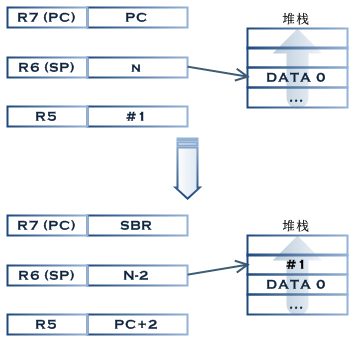 堆栈
R7 (PC) PC
R6 (SP) N
DATA 0
...
R5 #1
堆栈
R7 (PC) SBR
#1
R6 (SP) N-2
DATA 0
...
R5 PC+2